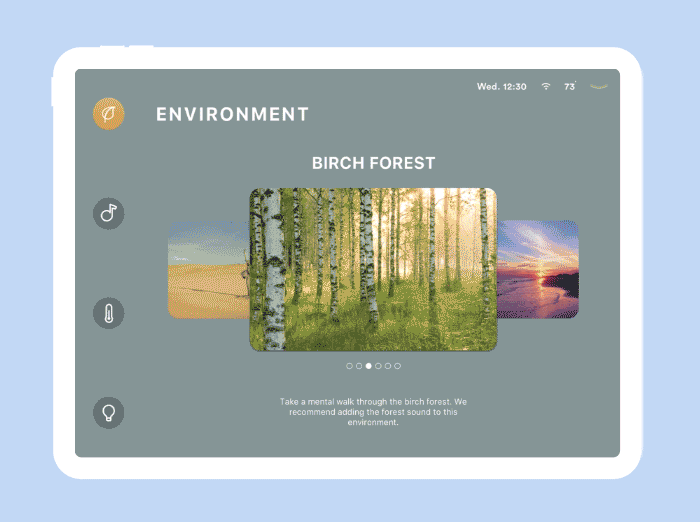 Wed. 12:30
73°
ENVIRONMENT
BIRCH FOREST
Take a mental walk through the birch forest. We
recommend adding the forest sound to this
environment.